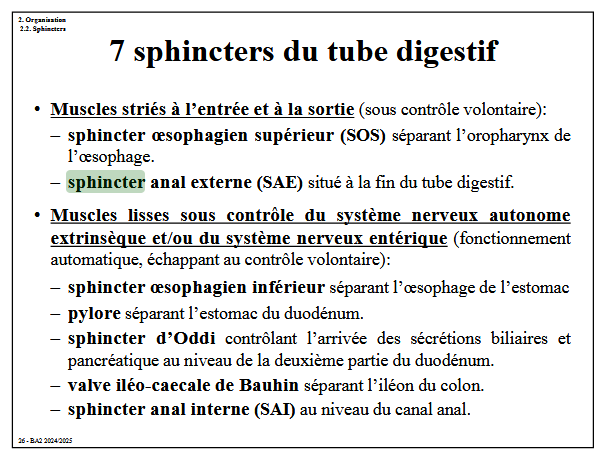 2. Organisation
2.2. Sphincters
7 sphincters du tube digestif
• Muscles striés à l'entrée et à la sortie (sous contrôle volontaire):
– sphincter œsophagien supérieur (SOS) séparant l'oropharynx de
l'œsophage.
– sphincter anal externe (SAE) situé à la fin du tube digestif.
• Muscles lisses sous contrôle du système nerveux autonome
extrinsèque et/ou du système nerveux entérique (fonctionnement
automatique, échappant au contrôle volontaire):
– sphincter œsophagien inférieur séparant l'œsophage de l'estomac
– pylore séparant l'estomac du duodénum.
– sphincter d'Oddi contrôlant l'arrivée des sécrétions biliaires et
pancréatique au niveau de la deuxième partie du duodénum.
– valve iléo-caecale de Bauhin séparant l'iléon du colon.
– sphincter anal interne (SAI) au niveau du canal anal.
26 - BA2 2024/2025